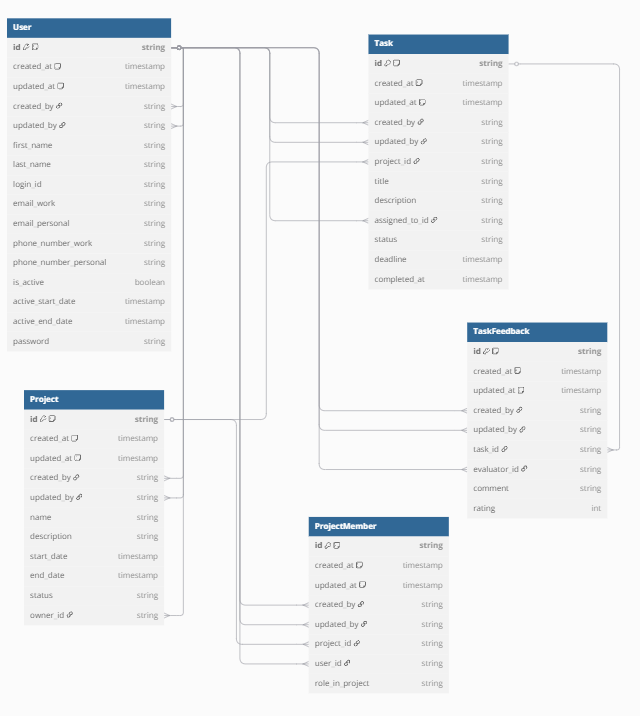 User
id string
created_at timestamp
updated_at timestamp
created_by string
updated_by string
first_name string
last_name string
login_id string
email_work string
email_personal string
phone_number_work string
phone_number_personal string
is_active boolean
active_start_date timestamp
active_end_date timestamp
password string
Task
id string
created_at timestamp
updated_at timestamp
created_by string
updated_by string
project_id string
title string
description string
assigned_to_id string
status string
deadline timestamp
completed_at timestamp
TaskFeedback
id string
created_at timestamp
updated_at timestamp
created_by string
updated_by string
task_id string
evaluator_id string
comment string
rating int
Project
id string
created_at timestamp
updated_at timestamp
created_by string
updated_by string
name string
description string
start_date timestamp
end_date timestamp
status string
owner_id string
ProjectMember
id string
created_at timestamp
updated_at timestamp
created_by string
updated_by string
project_id string
user_id string
role_in_project string